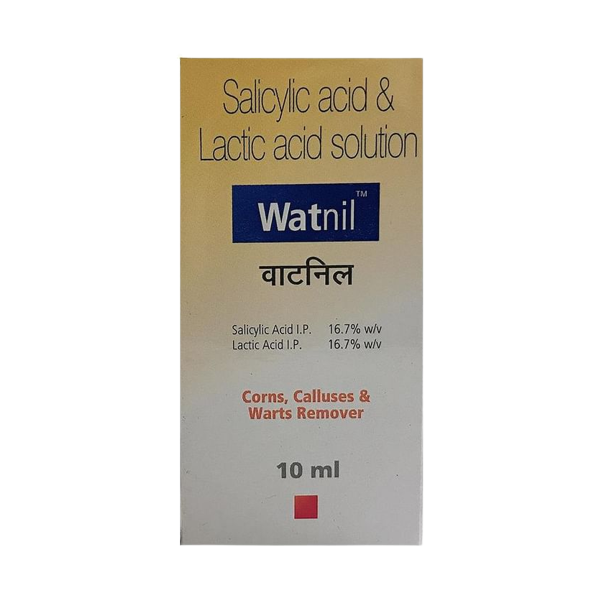 Salicylic acid &
Lactic acid solution
Watnil™
वाटनिल
Salicylic Acid I.P. 16.7% w/v
Lactic Acid I.P. 16.7% w/v
Corns, Calluses &
Warts Remover
10 ml